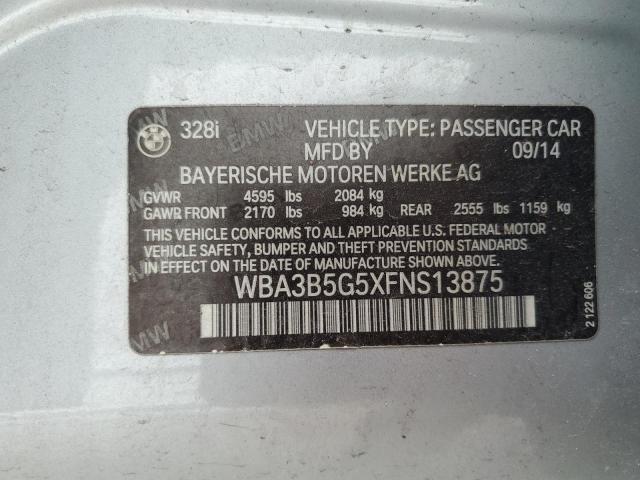 BMW 328i VEHICLE TYPE: PASSENGER CAR
MFD BY 09/14
BAYERISCHE MOTOREN WERKE AG
GVWR 4595 lbs 2084 kg
GAWR FRONT 2170 lbs 984 kg REAR 2555 lbs 1159 kg
THIS VEHICLE CONFORMS TO ALL APPLICABLE U.S. FEDERAL MOTOR
VEHICLE SAFETY, BUMPER AND THEFT PREVENTION STANDARDS
IN EFFECT ON THE DATE OF MANUFACTURE SHOWN ABOVE.
WBA3B5G5XFNS13875
2 122 606